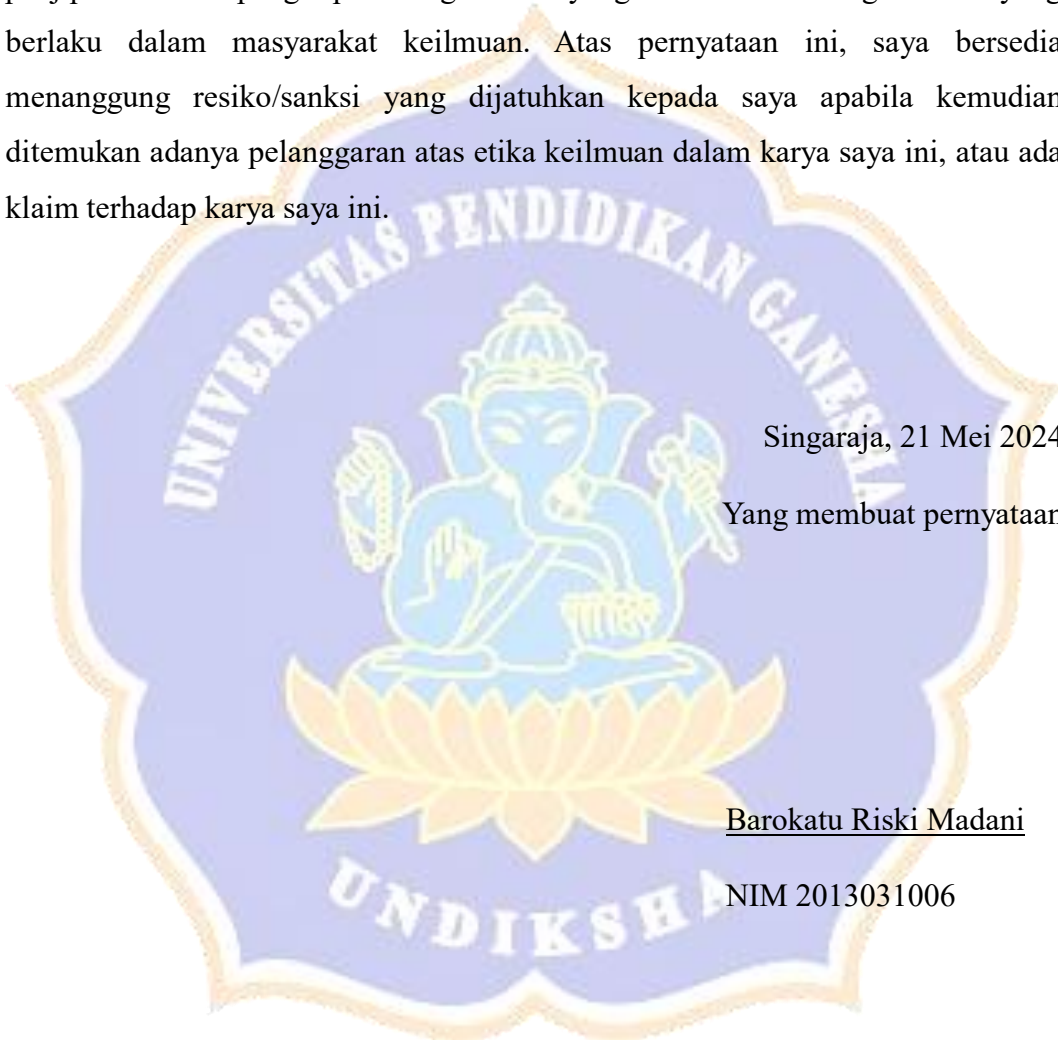 berlaku dalam masyarakat keilmuan. Atas pernyataan ini, saya bersedia
menanggung resiko/sanksi yang dijatuhkan kepada saya apabila kemudian
ditemukan adanya pelanggaran atas etika keilmuan dalam karya saya ini, atau ada
klaim terhadap karya saya ini.
UNIVERSITAS PENDIDIKAN GANESHA
Singaraja, 21 Mei 2024
Yang membuat pernyataan
Barokatu Riski Madani
NIM 2013031006
UNDIKSHA